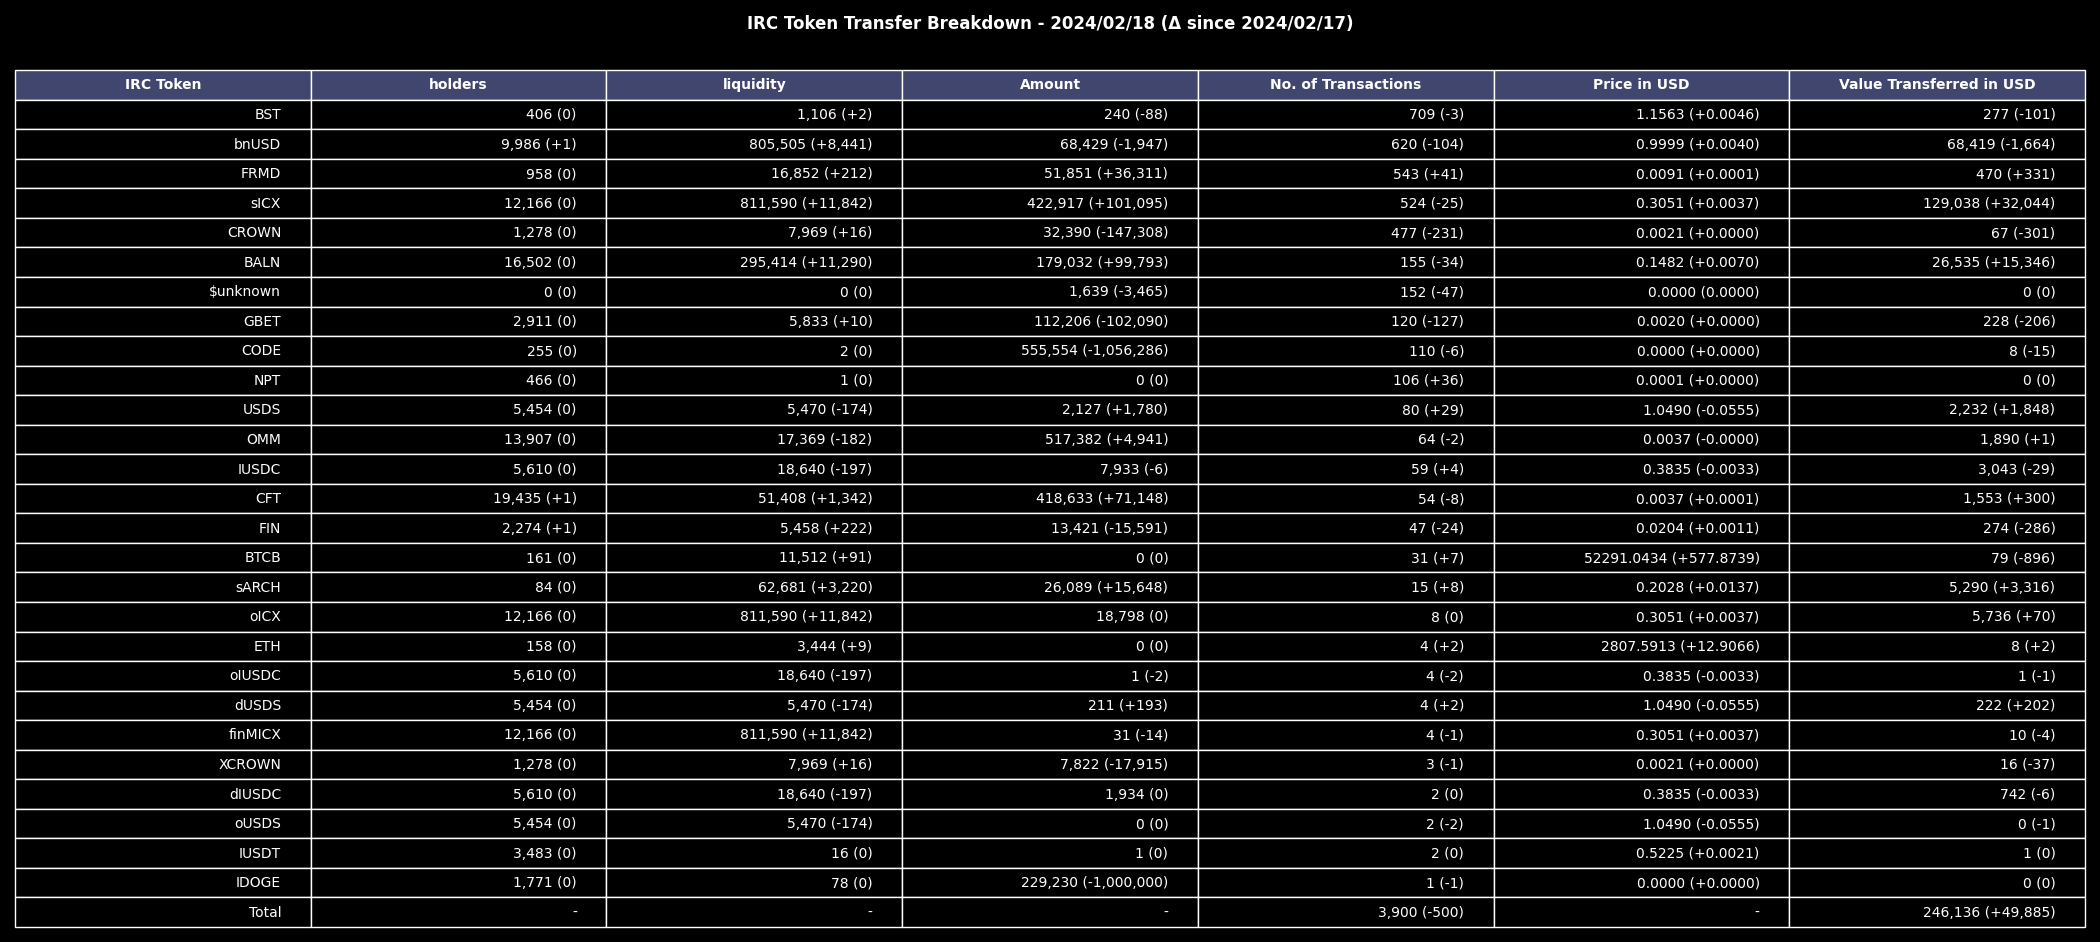 IRC Token Transfer Breakdown - 2024/02/18 (Δ since 2024/02/17)
IRC Token holders liquidity Amount No. of Transactions Price in USD Value Transferred in USD
BST 406 (0) 1,106 (+2) 240 (-88) 709 (-3) 1.1563 (+0.0046) 277 (-101)
bnUSD 9,986 (+1) 805,505 (+8,441) 68,429 (-1,947) 620 (-104) 0.9999 (+0.0040) 68,419 (-1,664)
FRMD 958 (0) 16,852 (+212) 51,851 (+36,311) 543 (+41) 0.0091 (+0.0001) 470 (+331)
sICX 12,166 (0) 811,590 (+11,842) 422,917 (+101,095) 524 (-25) 0.3051 (+0.0037) 129,038 (+32,044)
CROWN 1,278 (0) 7,969 (+16) 32,390 (-147,308) 477 (-231) 0.0021 (+0.0000) 67 (-301)
BALN 16,502 (0) 295,414 (+11,290) 179,032 (+99,793) 155 (-34) 0.1482 (+0.0070) 26,535 (+15,346)
$unknown 0 (0) 0 (0) 1,639 (-3,465) 152 (-47) 0.0000 (0.0000) 0 (0)
GBET 2,911 (0) 5,833 (+10) 112,206 (-102,090) 120 (-127) 0.0020 (+0.0000) 228 (-206)
CODE 255 (0) 2 (0) 555,554 (-1,056,286) 110 (-6) 0.0000 (+0.0000) 8 (-15)
NPT 466 (0) 1 (0) 0 (0) 106 (+36) 0.0001 (+0.0000) 0 (0)
USDS 5,454 (0) 5,470 (-174) 2,127 (+1,780) 80 (+29) 1.0490 (-0.0555) 2,232 (+1,848)
OMM 13,907 (0) 17,369 (-182) 517,382 (+4,941) 64 (-2) 0.0037 (-0.0000) 1,890 (+1)
IUSDC 5,610 (0) 18,640 (-197) 7,933 (-6) 59 (+4) 0.3835 (-0.0033) 3,043 (-29)
CFT 19,435 (+1) 51,408 (+1,342) 418,633 (+71,148) 54 (-8) 0.0037 (+0.0001) 1,553 (+300)
FIN 2,274 (+1) 5,458 (+222) 13,421 (-15,591) 47 (-24) 0.0204 (+0.0011) 274 (-286)
BTCB 161 (0) 11,512 (+91) 0 (0) 31 (+7) 52291.0434 (+577.8739) 79 (-896)
sARCH 84 (0) 62,681 (+3,220) 26,089 (+15,648) 15 (+8) 0.2028 (+0.0137) 5,290 (+3,316)
oICX 12,166 (0) 811,590 (+11,842) 18,798 (0) 8 (0) 0.3051 (+0.0037) 5,736 (+70)
ETH 158 (0) 3,444 (+9) 0 (0) 4 (+2) 2807.5913 (+12.9066) 8 (+2)
oIUSDC 5,610 (0) 18,640 (-197) 1 (-2) 4 (-2) 0.3835 (-0.0033) 1 (-1)
dUSDS 5,454 (0) 5,470 (-174) 211 (+193) 4 (+2) 1.0490 (-0.0555) 222 (+202)
finMICX 12,166 (0) 811,590 (+11,842) 31 (-14) 4 (-1) 0.3051 (+0.0037) 10 (-4)
XCROWN 1,278 (0) 7,969 (+16) 7,822 (-17,915) 3 (-1) 0.0021 (+0.0000) 16 (-37)
dIUSDC 5,610 (0) 18,640 (-197) 1,934 (0) 2 (0) 0.3835 (-0.0033) 742 (-6)
oUSDS 5,454 (0) 5,470 (-174) 0 (0) 2 (-2) 1.0490 (-0.0555) 0 (-1)
IUSDT 3,483 (0) 16 (0) 1 (0) 2 (0) 0.5225 (+0.0021) 1 (0)
IDOGE 1,771 (0) 78 (0) 229,230 (-1,000,000) 1 (-1) 0.0000 (+0.0000) 0 (0)
Total - - - 3,900 (-500) - 246,136 (+49,885)